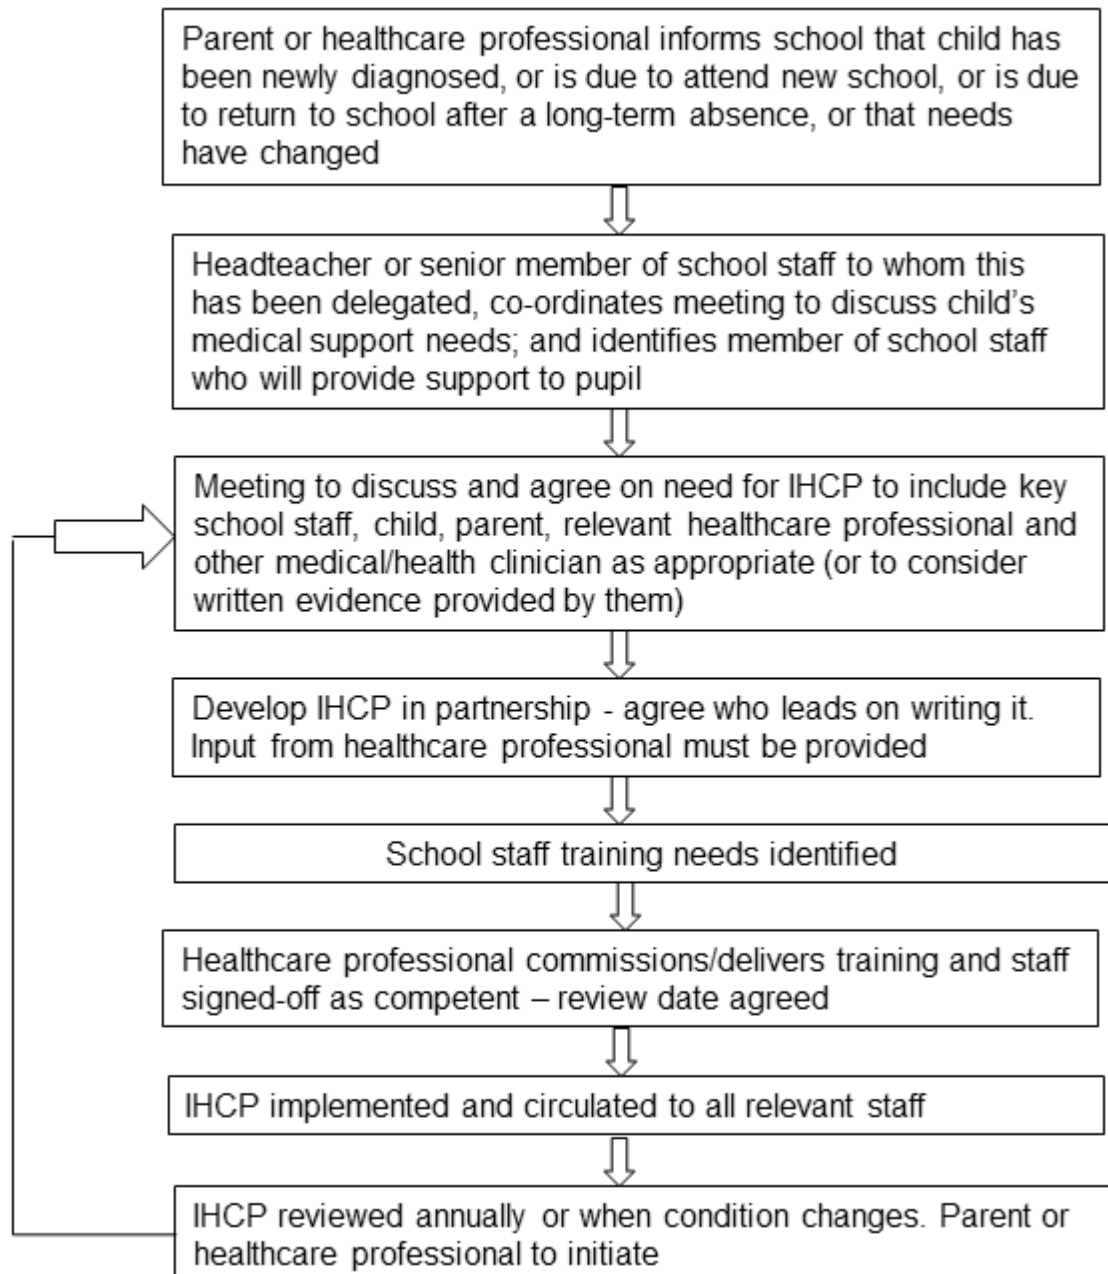 Parent or healthcare professional informs school that child has
been newly diagnosed, or is due to attend new school, or is due
to return to school after a long-term absence, or that needs
have changed
Headteacher or senior member of school staff to whom this
has been delegated, co-ordinates meeting to discuss child’s
medical support needs; and identifies member of school staff
who will provide support to pupil
Meeting to discuss and agree on need for IHCP to include key
school staff, child, parent, relevant healthcare professional and
other medical/health clinician as appropriate (or to consider
written evidence provided by them)
Develop IHCP in partnership - agree who leads on writing it.
Input from healthcare professional must be provided
School staff training needs identified
Healthcare professional commissions/delivers training and staff
signed-off as competent – review date agreed
IHCP implemented and circulated to all relevant staff
IHCP reviewed annually or when condition changes. Parent or
healthcare professional to initiate